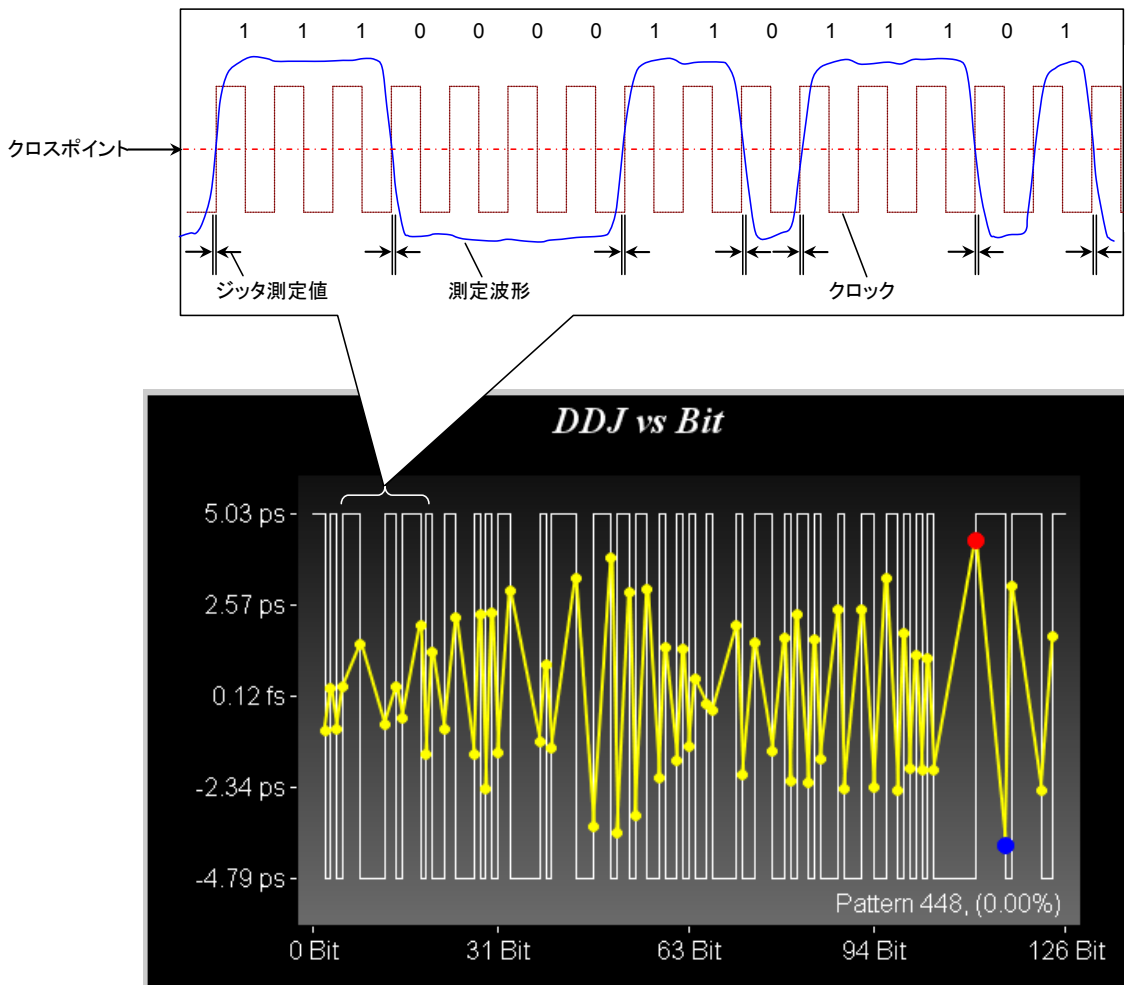 1 1 1 0 0 0 0 1 1 0 1 1 1 0 1
クロスポイント
ジッタ測定値
測定波形
クロック
DDJ vs Bit
5.03 ps
2.57 ps
0.12 fs
-2.34 ps
-4.79 ps
Pattern 448, (0.00%)
0 Bit 31 Bit 63 Bit 94 Bit 126 Bit